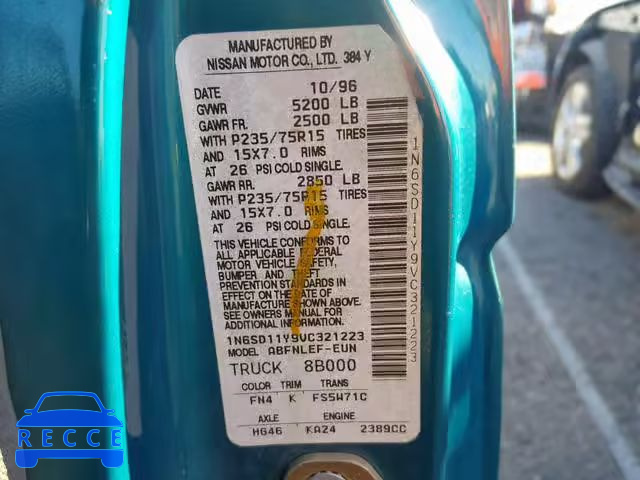 MANUFACTURED BY
NISSAN MOTOR CO., LTD. 384 Y
DATE 10/96
GVWR 5200 LB
GAWR FR. 2500 LB
WITH P235/75R15 TIRES
AND 15X7.0 RIMS
AT 26 PSI COLD SINGLE.
GAWR RR. 2850 LB
WITH P235/75R15 TIRES
AND 15X7.0 RIMS
AT 26 PSI COLD SINGLE.
THIS VEHICLE CONFORMS TO
ALL APPLICABLE FEDERAL
MOTOR VEHICLE SAFETY,
BUMPER AND THEFT
PREVENTION STANDARDS IN
EFFECT ON THE DATE OF
MANUFACTURE SHOWN ABOVE.
SEE OWNERS MANUAL FOR
ADDITIONAL INFORMATION
1N6SD11Y9VC321223
MODEL ABFNLEF-EUN
TRUCK 8B000
COLOR TRIM TRANS
FN4 K FS5W71C
AXLE ENGINE
HG46 KA24 2389CC
1N6SD11Y9VC321223
RECCE